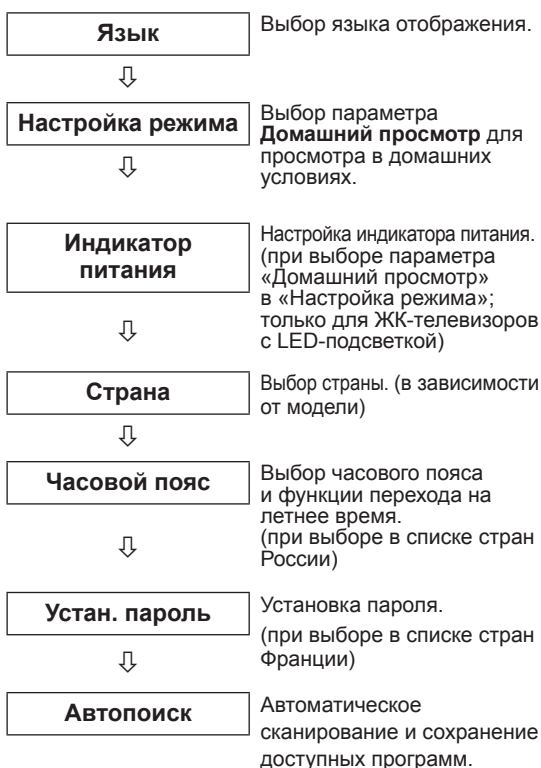 Язык
Выбор языка отображения.
Настройка режима
Выбор параметра
Домашний просмотр для
просмотра в домашних
условиях.
Индикатор
питания
Настройка индикатора питания.
(при выборе параметра
«Домашний просмотр»
в «Настройка режима»;
только для ЖК-телевизоров
с LED-подсветкой)
Страна
Выбор страны. (в зависимости
от модели)
Часовой пояс
Выбор часового пояса
и функции перехода на
летнее время.
(при выборе в списке стран
России)
Устан. пароль
Установка пароля.
(при выборе в списке стран
Франции)
Автопоиск
Автоматическое
сканирование и сохранение
доступных программ.